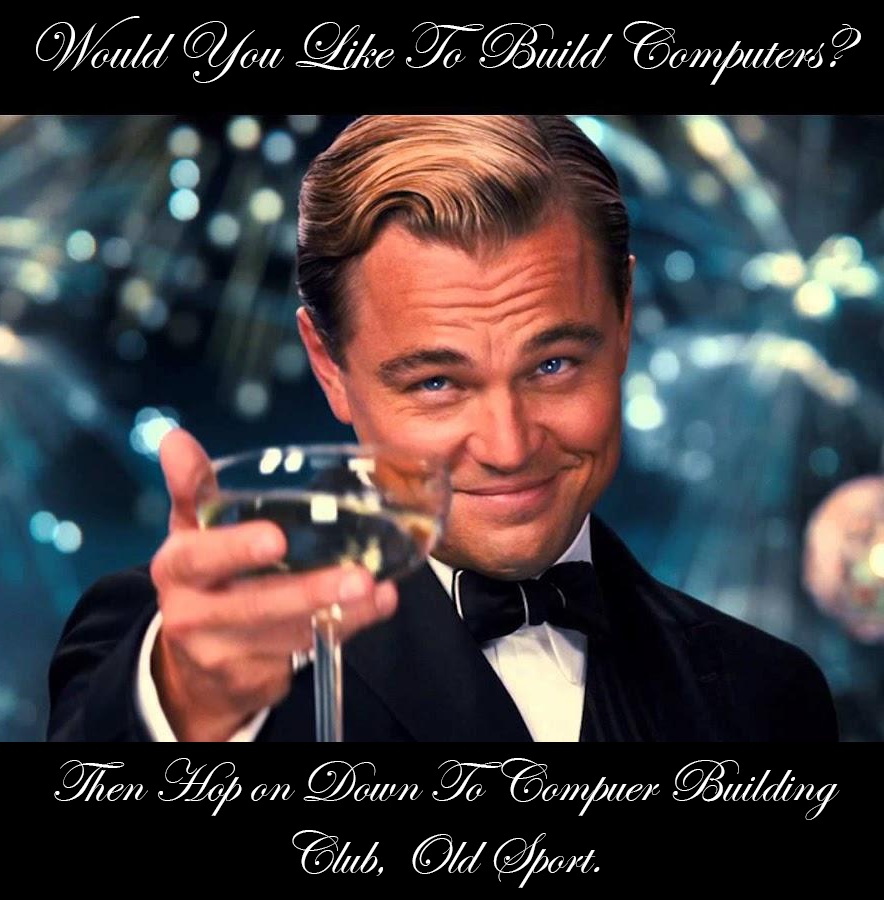 Would You Like To Build Computers?
Then Hop on Down To Compuer Building
Club, Old Sport.